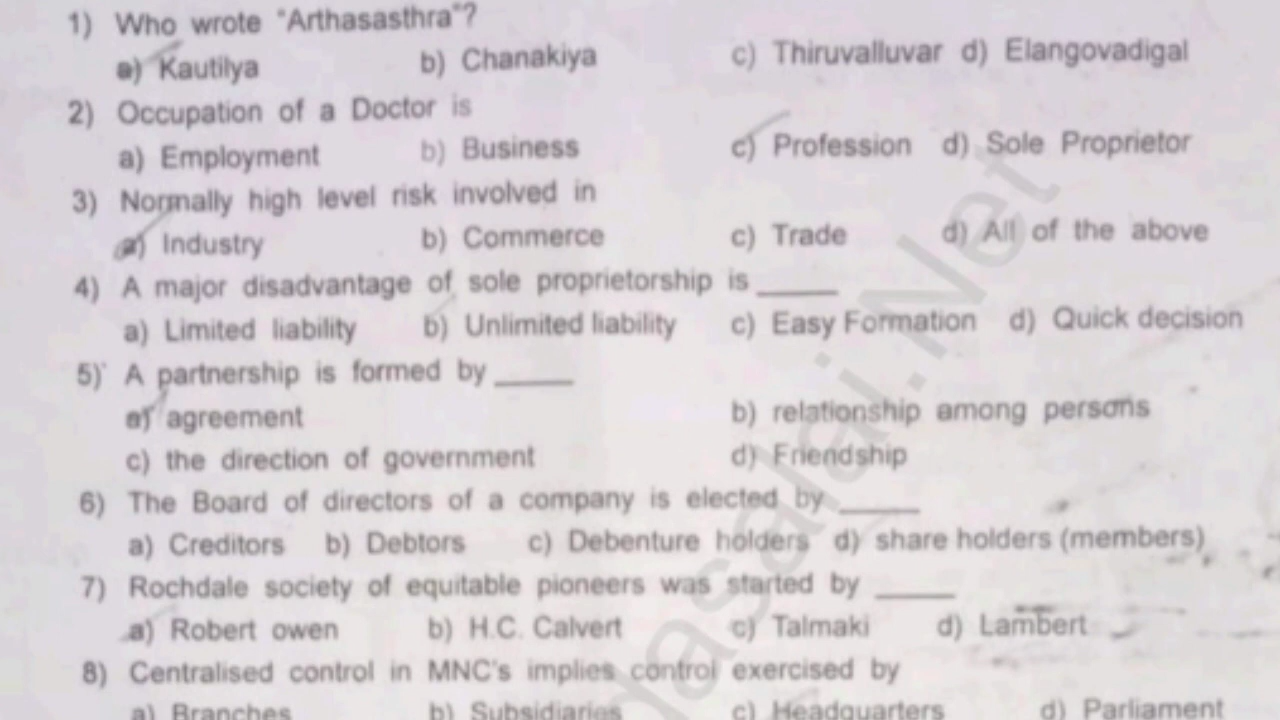 1) Who wrote "Arthasasthra"?
a) Kautilya b) Chanakiya c) Thiruvalluvar d) Elangovadigal
2) Occupation of a Doctor is
a) Employment b) Business c) Profession d) Sole Proprietor
3) Normally high level risk involved in
a) Industry b) Commerce c) Trade d) All of the above
4) A major disadvantage of sole proprietorship is _____
a) Limited liability b) Unlimited liability c) Easy Formation d) Quick decision
5) A partnership is formed by _____
a) agreement b) relationship among persons
c) the direction of government d) Friendship
6) The Board of directors of a company is elected by _____
a) Creditors b) Debtors c) Debenture holders d) share holders (members)
7) Rochdale society of equitable pioneers was started by _____
a) Robert owen b) H.C. Calvert c) Talmaki d) Lambert
8) Centralised control in MNC's implies control exercised by
a) Branches b) Subsidiaries c) Headquarters d) Parliament
dasalai.Net